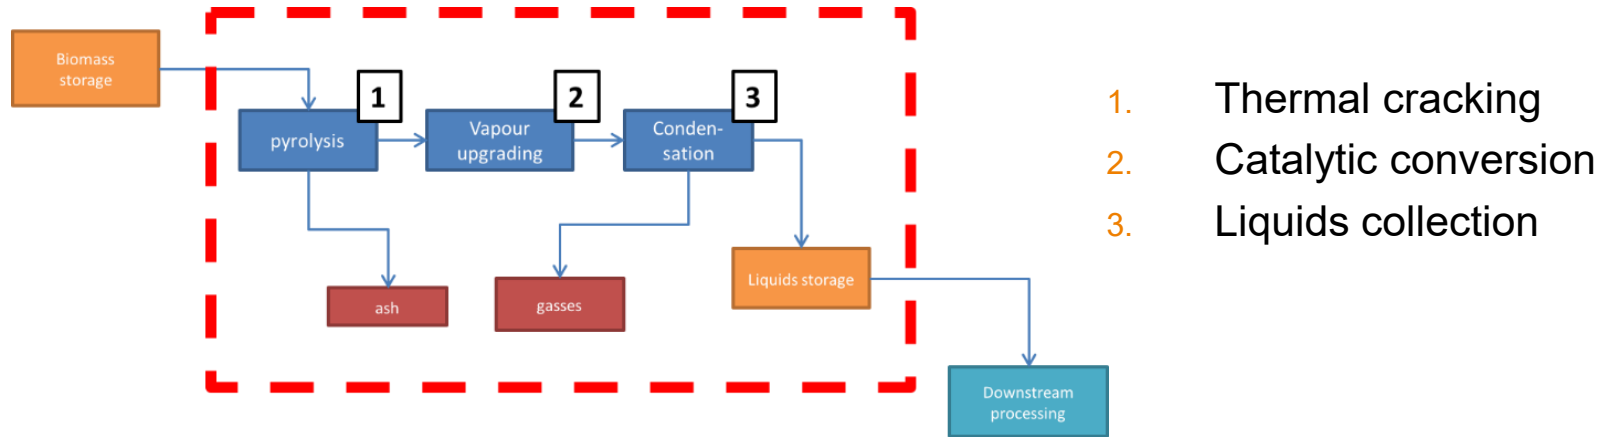 Biomass
storage
1
pyrolysis
2
Vapour
upgrading
3
Conden-
sation
ash
gasses
Liquids storage
Downstream
processing
1. Thermal cracking
2. Catalytic conversion
3. Liquids collection